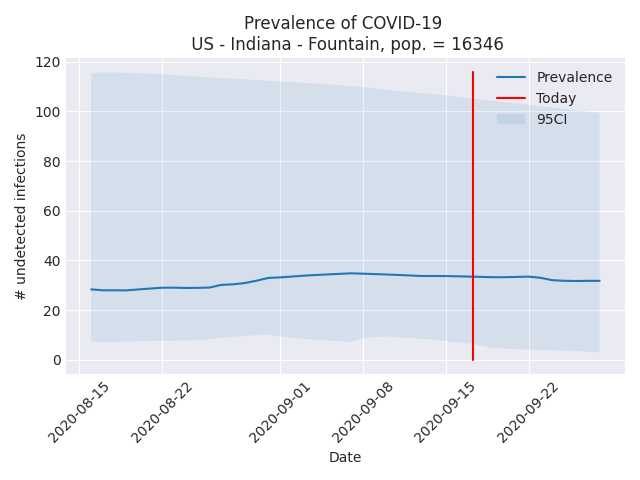 Prevalence of COVID-19
US - Indiana - Fountain, pop. = 16346
Prevalence
Today
95CI
120
100
80
60
40
20
0
# undetected infections
2020-08-15
2020-08-22
2020-09-01
2020-09-08
2020-09-15
2020-09-22
Date